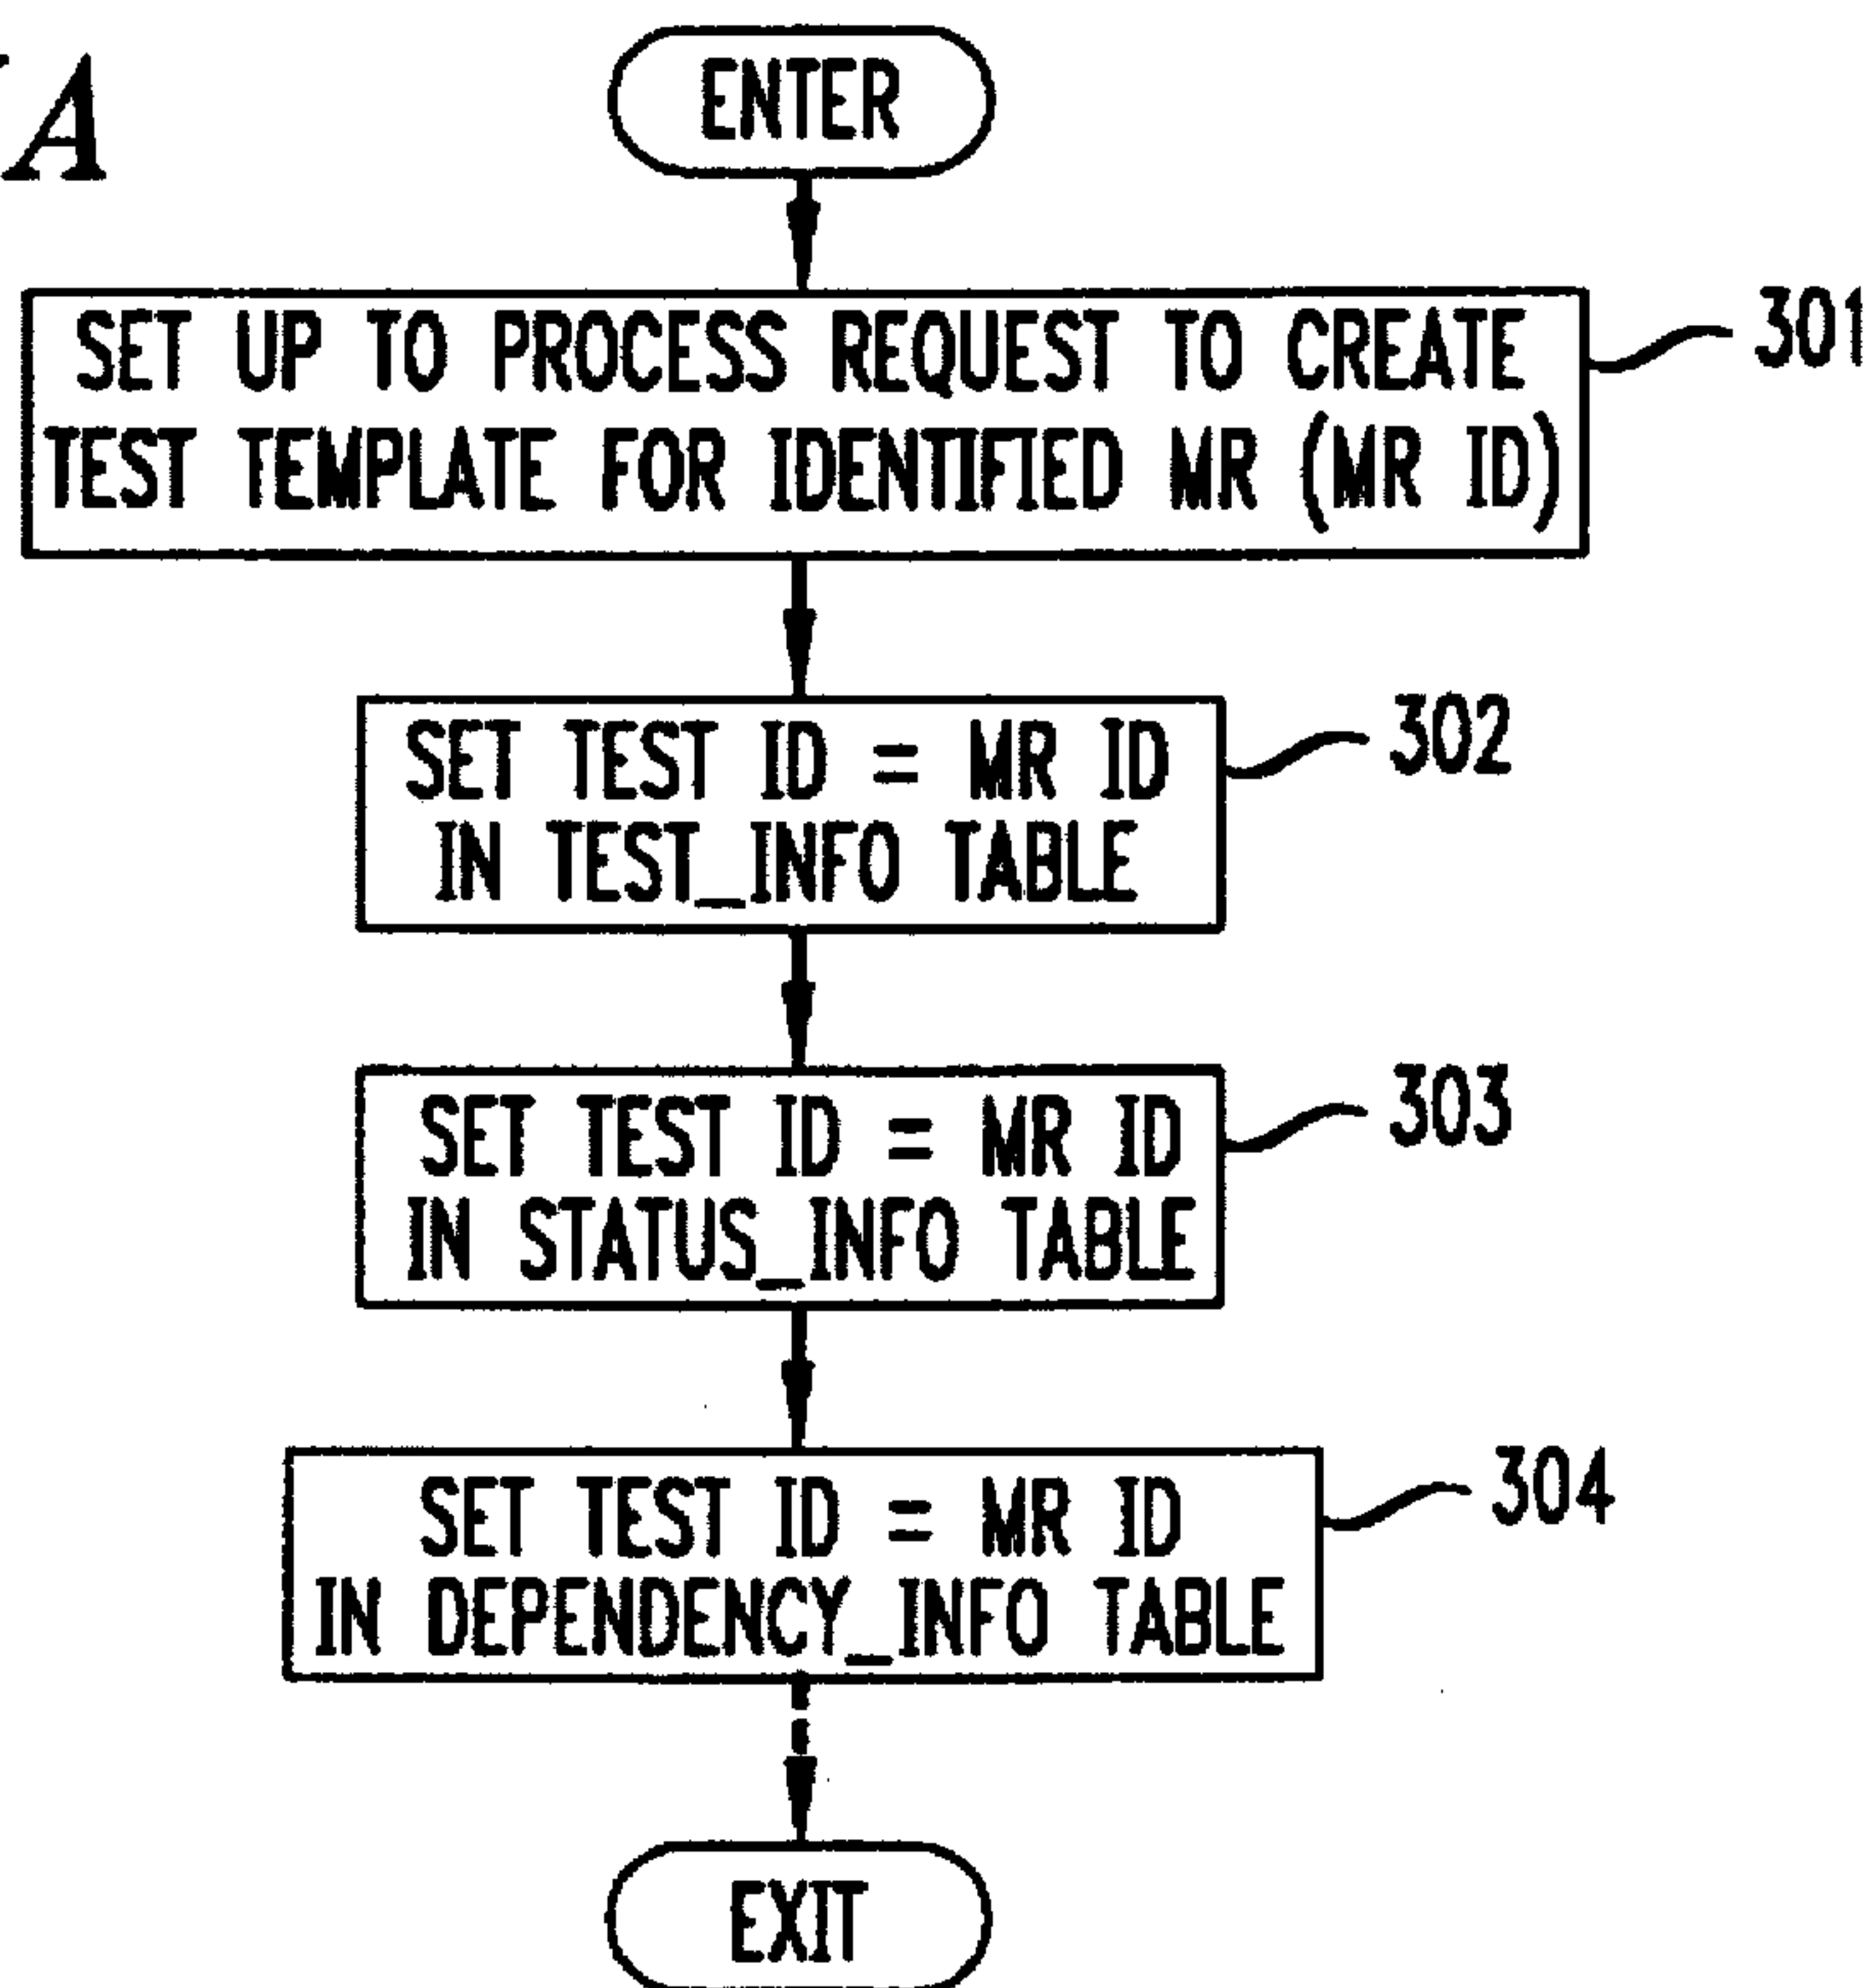 A
ENTER
SET UP TO PROCESS REQUEST TO CREATE
TEST TEMPLATE FOR IDENTIFIED MR (MR ID)
301
SET TEST ID = MR ID
IN TEST_INFO TABLE
302
SET TEST ID = MR ID
IN STATUS_INFO TABLE
303
SET TEST ID = MR ID
IN DEPENDENCY_INFO TABLE
304
EXIT